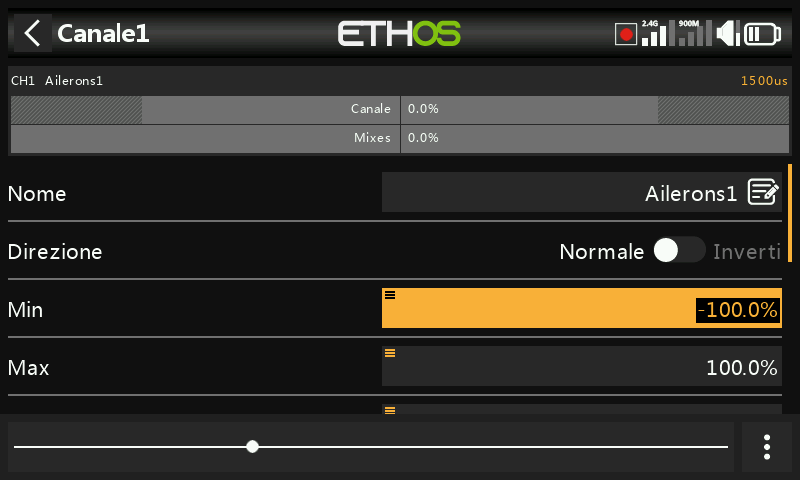 Canale1
ETHOS
2.4G
900M
CH1 Ailerons1
1500us
Canale 0.0%
Mixes 0.0%
Nome
Ailerons1
Direzione
Normale
Inverti
Min
-100.0%
Max
100.0%